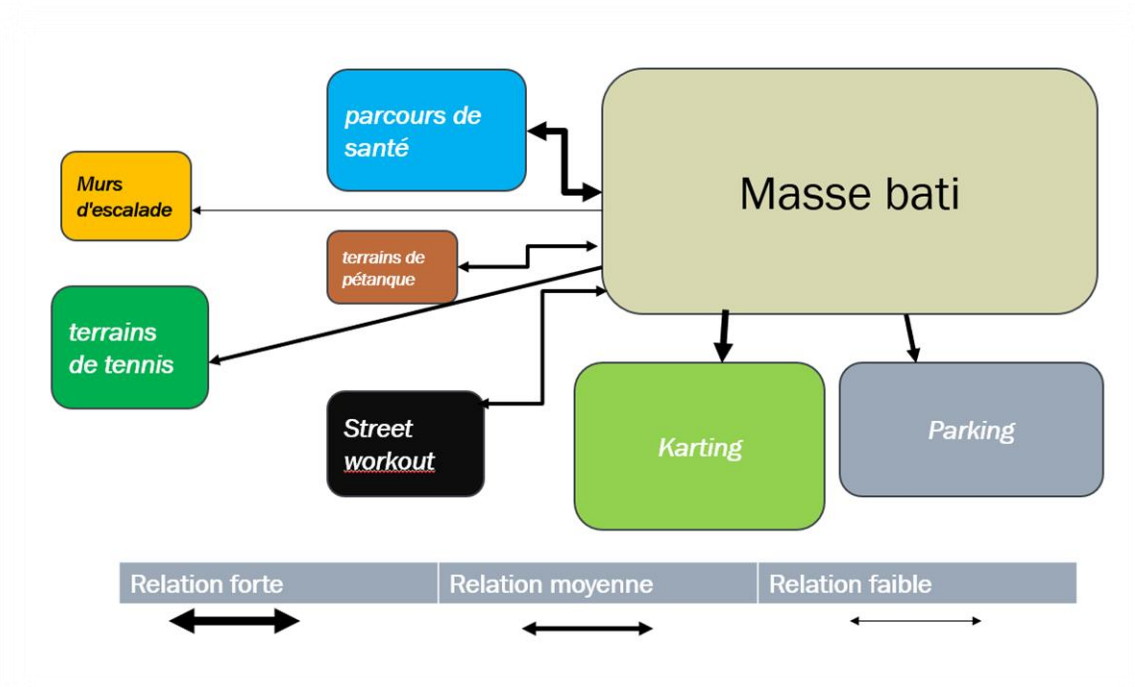 parcours de
santé
Masse bati
Murs
d'escalade
terrains de
pétanque
terrains
de tennis
Street
workout
Karting
Parking
Relation forte
Relation moyenne
Relation faible